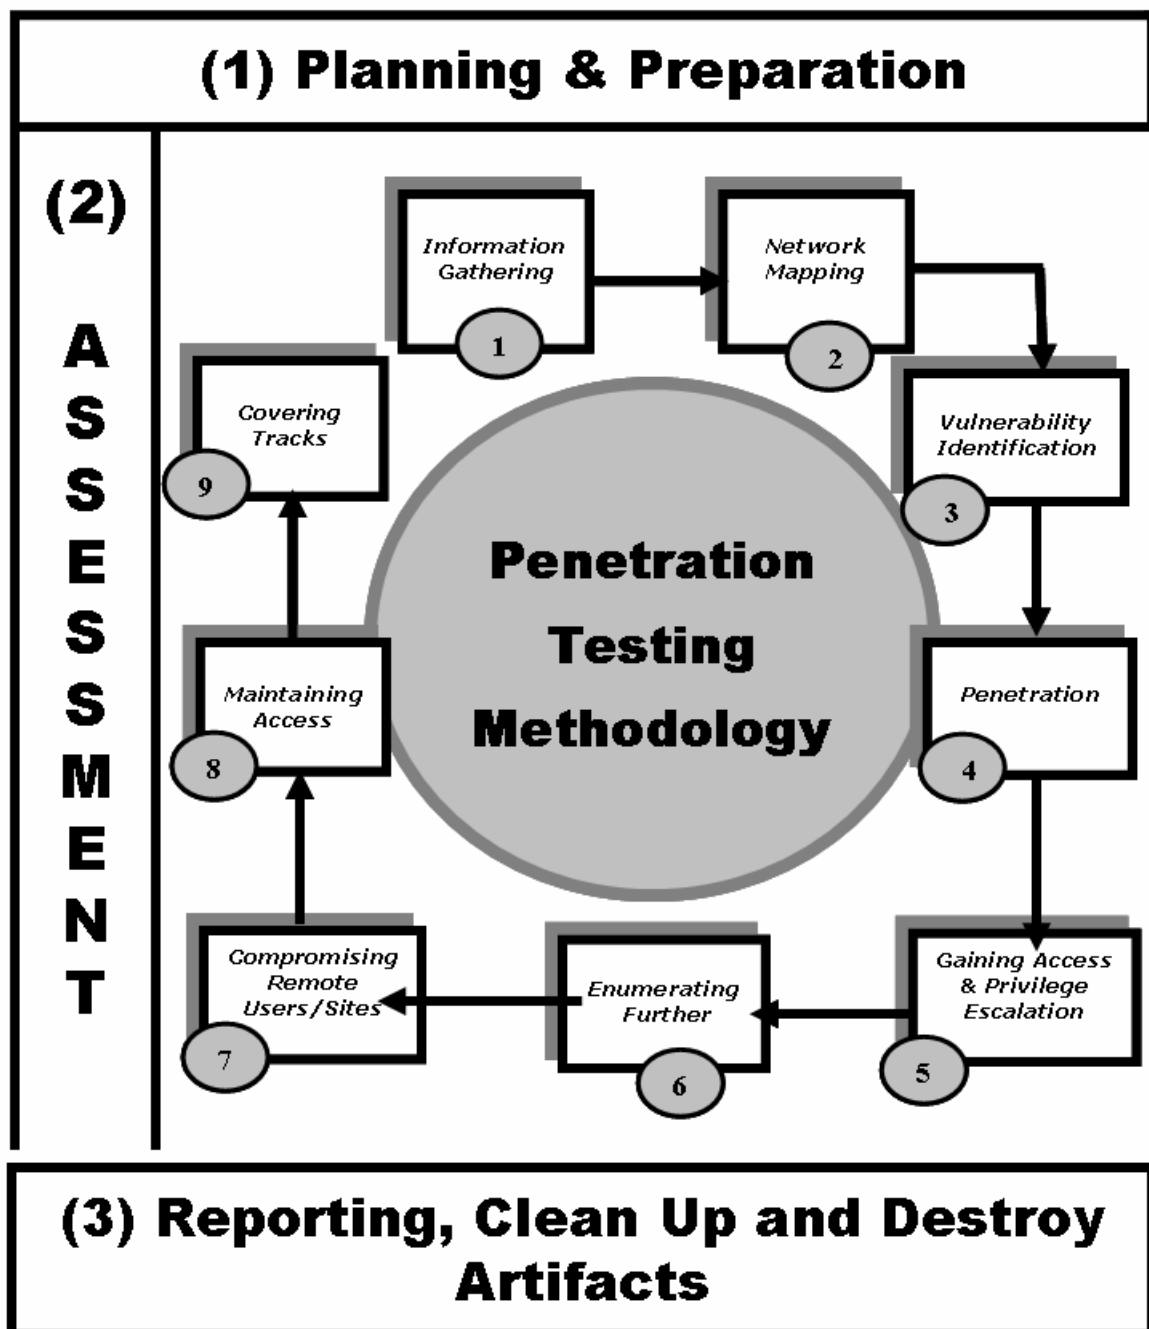 (1) Planning & Preparation
(2)
A
S
S
E
S
S
M
E
N
T
Information
Gathering
1
Network
Mapping
2
Vulnerability
Identification
3
Penetration
4
Gaining Access
& Privilege
Escalation
5
Enumerating
Further
6
Compromising
Remote
Users/Sites
7
Maintaining
Access
8
Covering
Tracks
9
Penetration
Testing
Methodology
(3) Reporting, Clean Up and Destroy
Artifacts